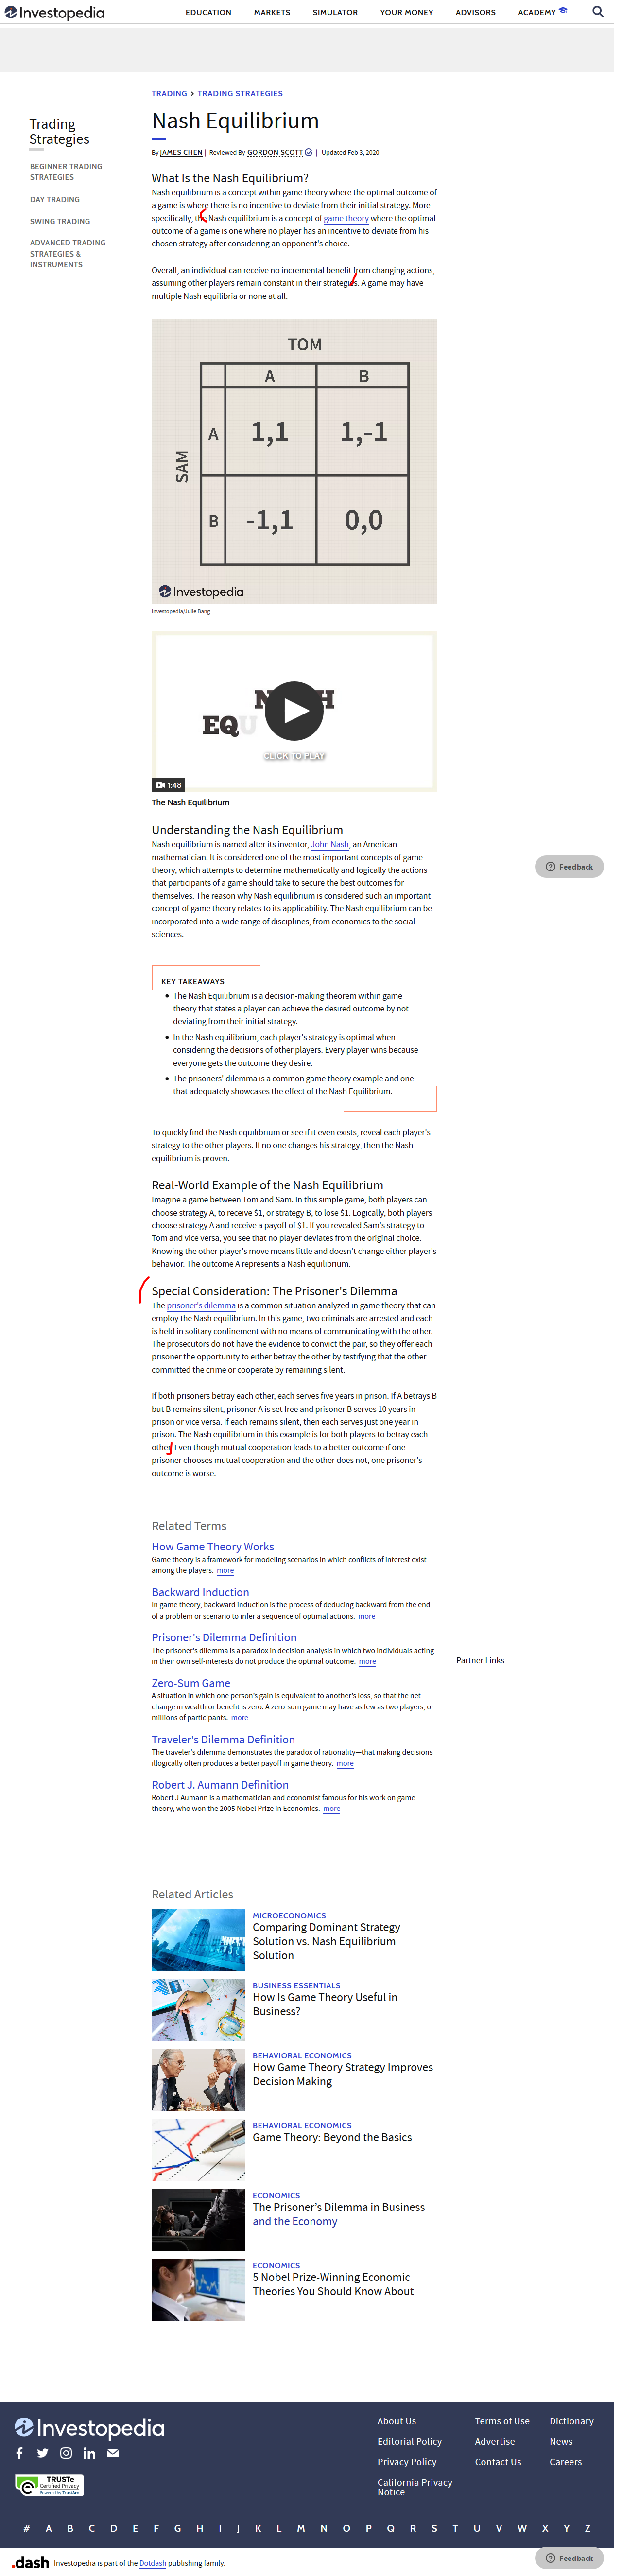 Investopedia
EDUCATION MARKETS SIMULATOR YOUR MONEY ADVISORS ACADEMY
TRADING > TRADING STRATEGIES
Trading
Strategies
BEGINNER TRADING
STRATEGIES
DAY TRADING
SWING TRADING
ADVANCED TRADING
STRATEGIES &
INSTRUMENTS
Nash Equilibrium
By JAMES CHEN | Reviewed By GORDON SCOTT | Updated Feb 3, 2020
What Is the Nash Equilibrium?
Nash equilibrium is a concept within game theory where the optimal outcome of
a game is where there is no incentive to deviate from their initial strategy. More
specifically, the Nash equilibrium is a concept of game theory where the optimal
outcome of a game is one where no player has an incentive to deviate from his
chosen strategy after considering an opponent's choice.
Overall, an individual can receive no incremental benefit from changing actions,
assuming other players remain constant in their strategies. A game may have
multiple Nash equilibria or none at all.
TOM
A B
SAM
A 1,1 1,-1
B -1,1 0,0
Investopedia
Investopedia/Julie Bang
EQU
CLICK TO PLAY
1:48
The Nash Equilibrium
Understanding the Nash Equilibrium
Nash equilibrium is named after its inventor, John Nash, an American
mathematician. It is considered one of the most important concepts of game
theory, which attempts to determine mathematically and logically the actions
that participants of a game should take to secure the best outcomes for
themselves. The reason why Nash equilibrium is considered such an important
concept of game theory relates to its applicability. The Nash equilibrium can be
incorporated into a wide range of disciplines, from economics to the social
sciences.
Feedback
KEY TAKEAWAYS
• The Nash Equilibrium is a decision-making theorem within game
theory that states a player can achieve the desired outcome by not
deviating from their initial strategy.
• In the Nash equilibrium, each player's strategy is optimal when
considering the decisions of other players. Every player wins because
everyone gets the outcome they desire.
• The prisoners' dilemma is a common game theory example and one
that adequately showcases the effect of the Nash Equilibrium.
To quickly find the Nash equilibrium or see if it even exists, reveal each player's
strategy to the other players. If no one changes his strategy, then the Nash
equilibrium is proven.
Real-World Example of the Nash Equilibrium
Imagine a game between Tom and Sam. In this simple game, both players can
choose strategy A, to receive $1, or strategy B, to lose $1. Logically, both players
choose strategy A and receive a payoff of $1. If you revealed Sam's strategy to
Tom and vice versa, you see that no player deviates from the original choice.
Knowing the other player's move means little and doesn't change either player's
behavior. The outcome A represents a Nash equilibrium.
Special Consideration: The Prisoner's Dilemma
The prisoner's dilemma is a common situation analyzed in game theory that can
employ the Nash equilibrium. In this game, two criminals are arrested and each
is held in solitary confinement with no means of communicating with the other.
The prosecutors do not have the evidence to convict the pair, so they offer each
prisoner the opportunity to either betray the other by testifying that the other
committed the crime or cooperate by remaining silent.
If both prisoners betray each other, each serves five years in prison. If A betrays B
but B remains silent, prisoner A is set free and prisoner B serves 10 years in
prison or vice versa. If each remains silent, then each serves just one year in
prison. The Nash equilibrium in this example is for both players to betray each
other. Even though mutual cooperation leads to a better outcome if one
prisoner chooses mutual cooperation and the other does not, one prisoner's
outcome is worse.
Related Terms
How Game Theory Works
Game theory is a framework for modeling scenarios in which conflicts of interest exist
among the players. more
Backward Induction
In game theory, backward induction is the process of deducing backward from the end
of a problem or scenario to infer a sequence of optimal actions. more
Prisoner's Dilemma Definition
The prisoner's dilemma is a paradox in decision analysis in which two individuals acting
in their own self-interests do not produce the optimal outcome. more
Partner Links
Zero-Sum Game
A situation in which one person's gain is equivalent to another's loss, so that the net
change in wealth or benefit is zero. A zero-sum game may have as few as two players, or
millions of participants. more
Traveler's Dilemma Definition
The traveler's dilemma demonstrates the paradox of rationality—that making decisions
illogically often produces a better payoff in game theory. more
Robert J. Aumann Definition
Robert J Aumann is a mathematician and economist famous for his work on game
theory, who won the 2005 Nobel Prize in Economics. more
Related Articles
MICROECONOMICS
Comparing Dominant Strategy
Solution vs. Nash Equilibrium
Solution
BUSINESS ESSENTIALS
How Is Game Theory Useful in
Business?
BEHAVIORAL ECONOMICS
How Game Theory Strategy Improves
Decision Making
BEHAVIORAL ECONOMICS
Game Theory: Beyond the Basics
ECONOMICS
The Prisoner's Dilemma in Business
and the Economy
ECONOMICS
5 Nobel Prize-Winning Economic
Theories You Should Know About
Investopedia
About Us Terms of Use Dictionary
Editorial Policy Advertise News
Privacy Policy Contact Us Careers
California Privacy
Notice
TRUSTe
Certified Privacy
Powered by TrustArc
# A B C D E F G H I J K L M N O P Q R S T U V W X Y Z
.dash Investopedia is part of the Dotdash publishing family.
Feedback